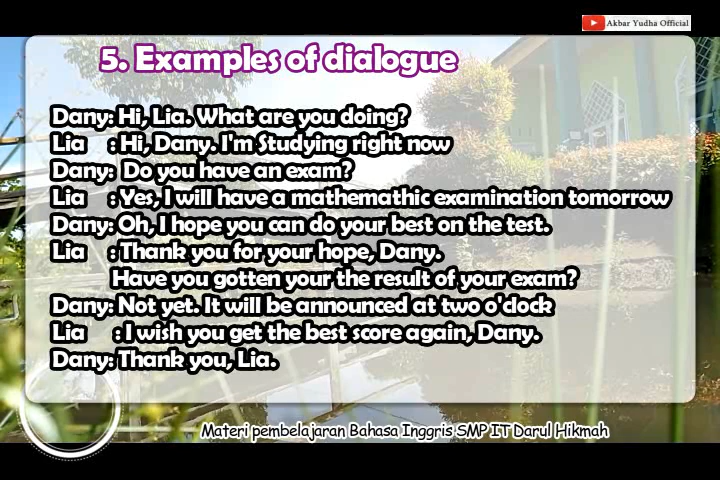 Akbar Yudha Official
5. Examples of dialogue
Dany: Hi, Lia. What are you doing?
Lia : Hi, Dany. I'm Studying right now
Dany: Do you have an exam?
Lia : Yes, I will have a mathemathic examination tomorrow
Dany: Oh, I hope you can do your best on the test.
Lia : Thank you for your hope, Dany.
Have you gotten your the result of your exam?
Dany: Not yet. It will be announced at two o'clock
Lia : I wish you get the best score again, Dany.
Dany: Thank you, Lia.
Materi pembelajaran Bahasa Inggris SMP IT Darul Hikmah